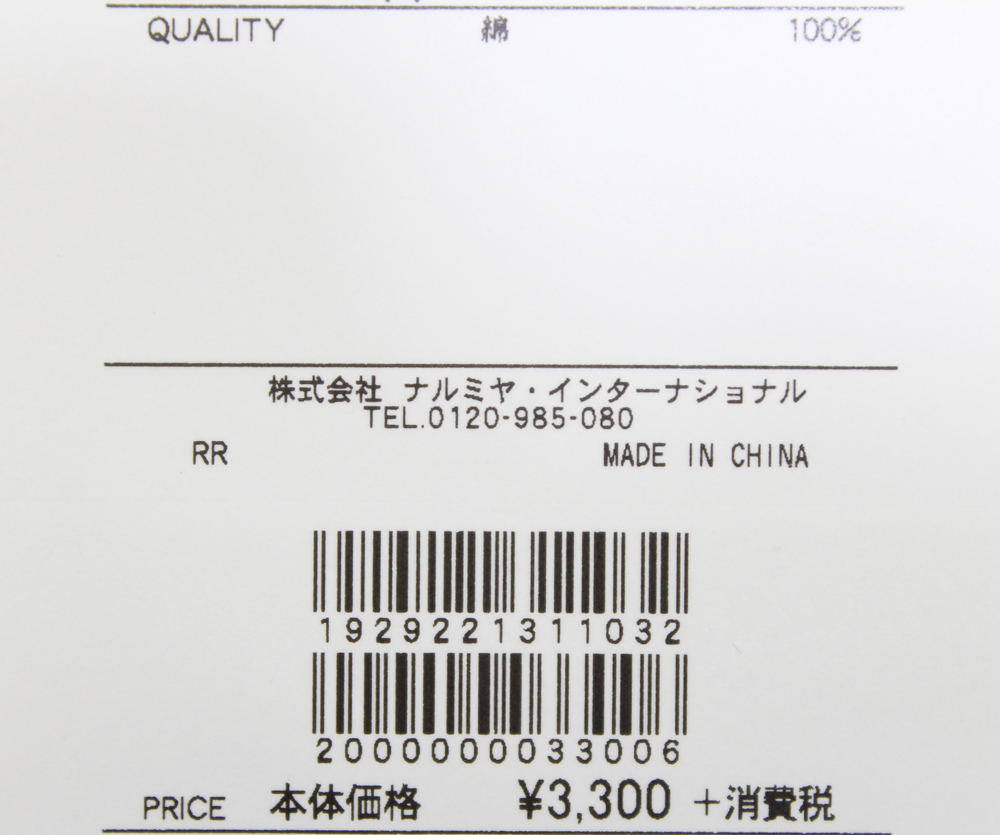 QUALITY 綿 100%
株式会社 ナルミヤ・インターナショナル
TEL.0120-985-080
RR MADE IN CHINA
1929221311032
2000000033006
PRICE 本体価格 ¥3,300 +消費税